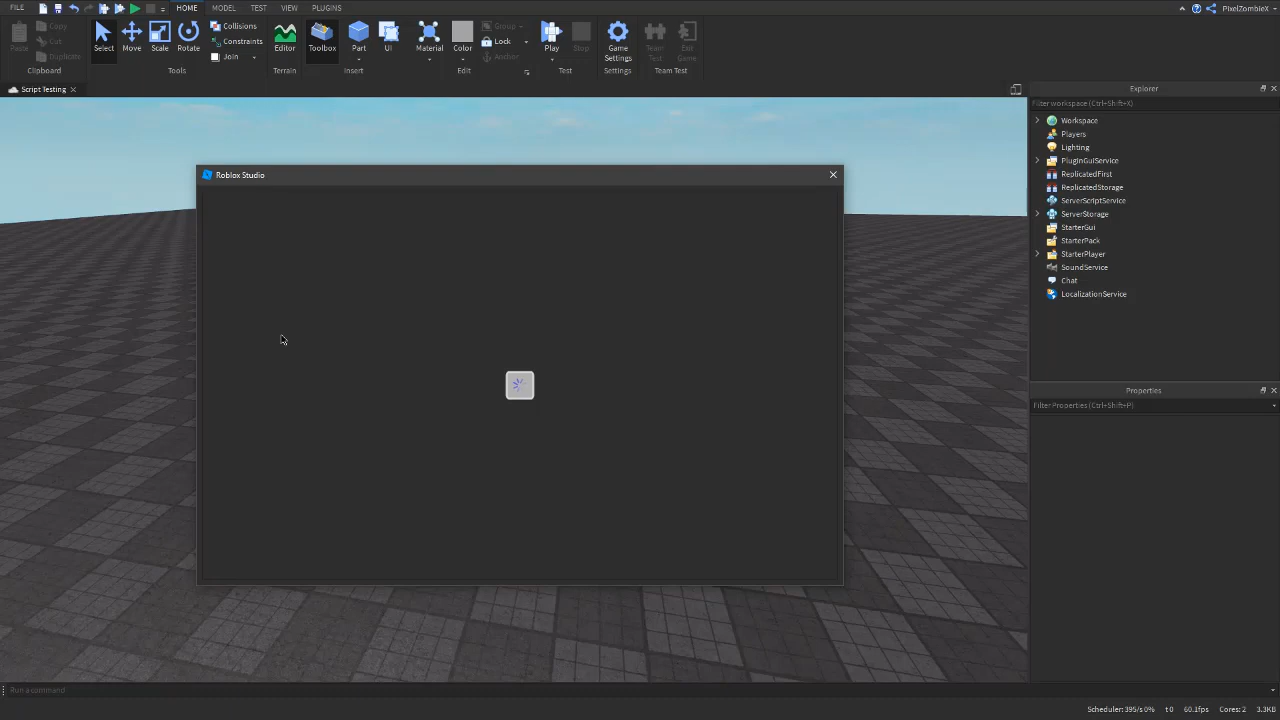 FILE HOME MODEL TEST VIEW PLUGINS PixelZombieX
Paste Copy Cut Duplicate Clipboard
Select Move Scale Rotate Collisions Constraints Join Tools
Editor Terrain
Toolbox Part UI Insert
Material Color Group Lock Anchor Edit
Play Stop Test
Game Settings Settings
Team Test Exit Game Team Test
Script Testing
Explorer
Filter workspace (Ctrl+Shift+X)
Workspace
Players
Lighting
PluginGuiService
ReplicatedFirst
ReplicatedStorage
ServerScriptService
ServerStorage
StarterGui
StarterPack
StarterPlayer
SoundService
Chat
LocalizationService
Roblox Studio
Properties
Filter Properties (Ctrl+Shift+P)
Run a command
Scheduler: 395/s 0% t 0 60.1fps Cores: 2 3.3KB